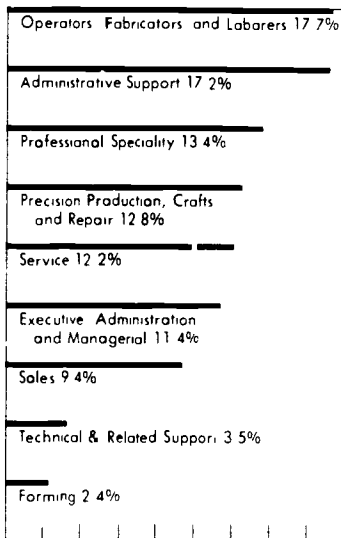 Operators Fabricators and Labarers 17 7%
Administrative Support 17 2%
Professional Speciality 13 4%
Precision Production, Crafts
and Repair 12 8%
Service 12 2%
Executive Administration
and Managerial 11 4%
Sales 9 4%
Technical & Related Support 3 5%
Forming 2 4%